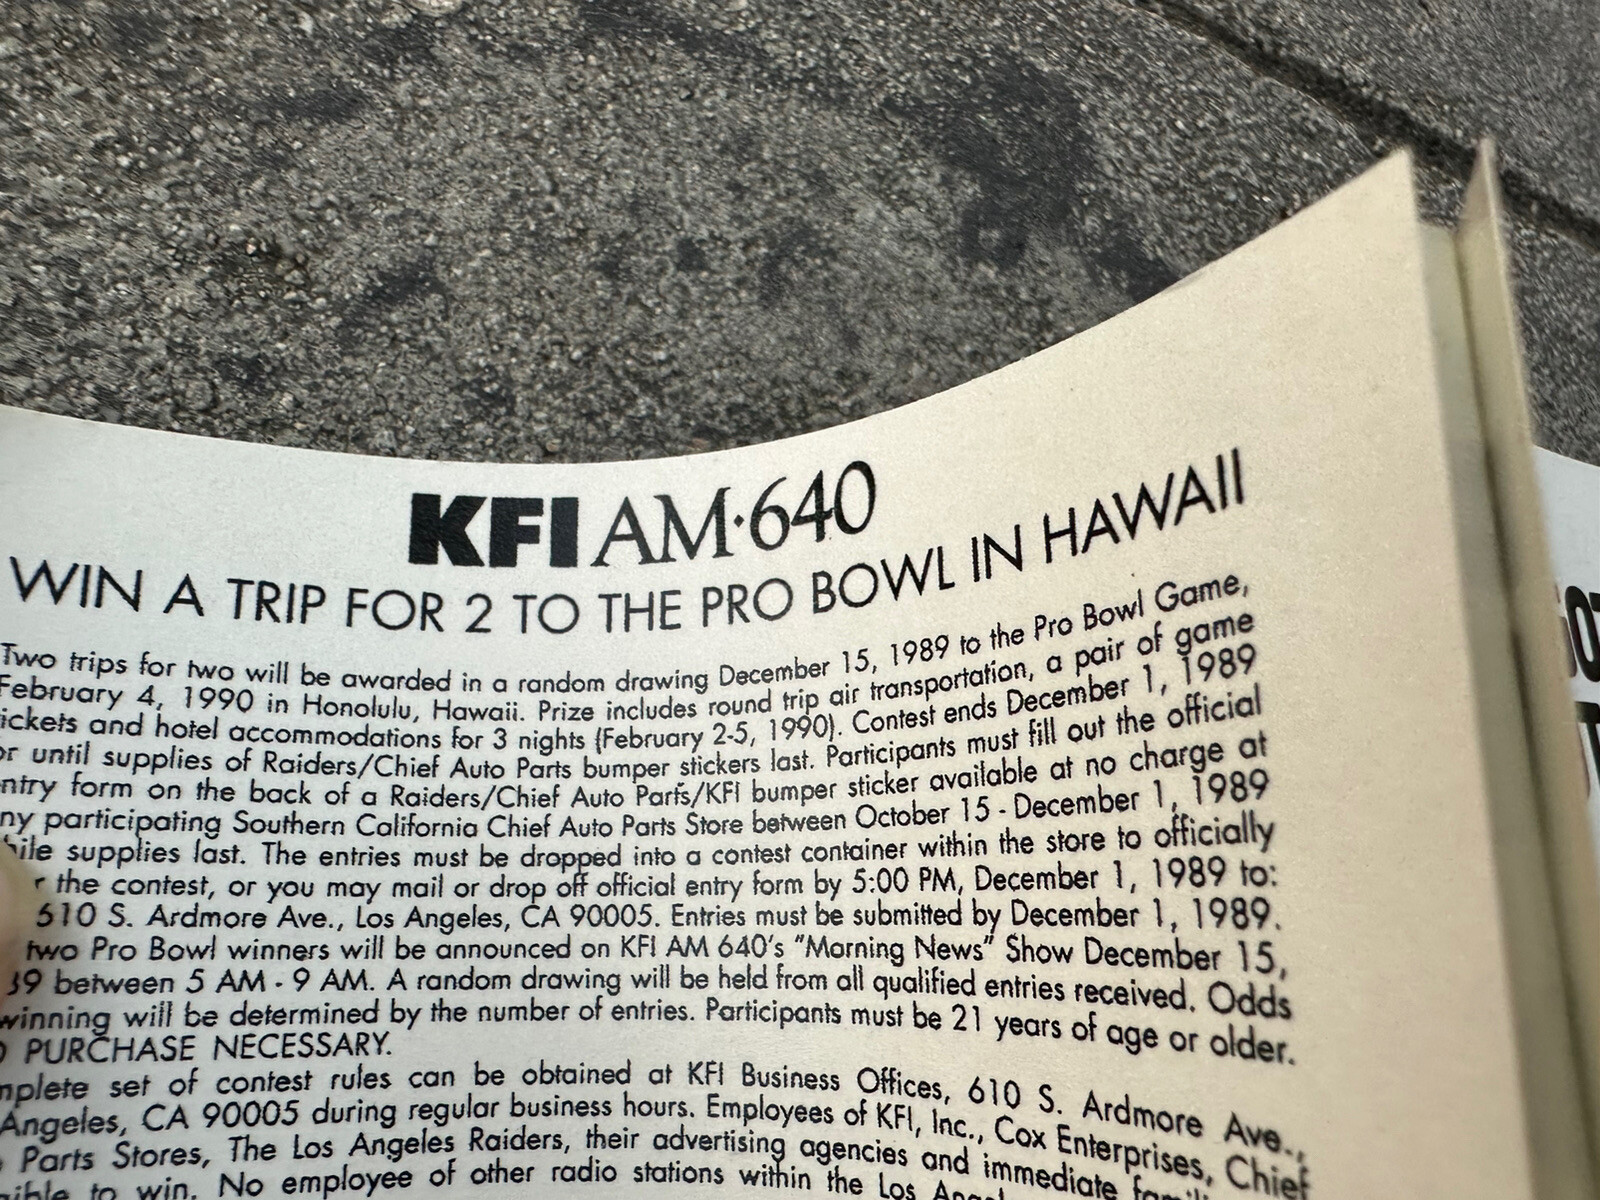 KFI AM·640
WIN A TRIP FOR 2 TO THE PRO BOWL IN HAWAII
Two trips for two will be awarded in a random drawing December 15, 1989 to the Pro Bowl Game,
February 4, 1990 in Honolulu, Hawaii. Prize includes round trip air transportation, a pair of game
ickets and hotel accommodations for 3 nights (February 2-5, 1990). Contest ends December 1, 1989
or until supplies of Raiders/Chief Auto Parts bumper stickers last. Participants must fill out the official
ntry form on the back of a Raiders/Chief Auto Parts/KFI bumper sticker available at no charge at
ny participating Southern California Chief Auto Parts Store between October 15 - December 1, 1989
hile supplies last. The entries must be dropped into a contest container within the store to officially
r the contest, or you may mail or drop off official entry form by 5:00 PM, December 1, 1989 to:
610 S. Ardmore Ave., Los Angeles, CA 90005. Entries must be submitted by December 1, 1989.
two Pro Bowl winners will be announced on KFI AM 640's "Morning News" Show December 15,
39 between 5 AM - 9 AM. A random drawing will be held from all qualified entries received. Odds
winning will be determined by the number of entries. Participants must be 21 years of age or older.
PURCHASE NECESSARY.
mplete set of contest rules can be obtained at KFI Business Offices, 610 S. Ardmore Ave.,
Angeles, CA 90005 during regular business hours. Employees of KFI, Inc., Cox Enterprises, Chief
Parts Stores, The Los Angeles Raiders, their advertising agencies and immediate
to win. No employee of other radio stations within the Los